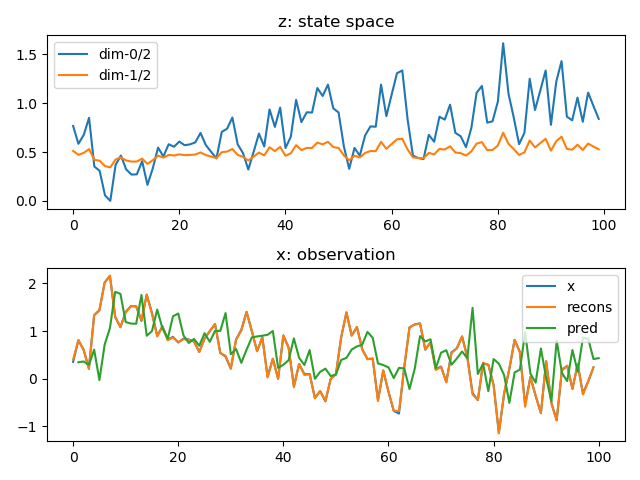 z: state space
1.5
1.0
0.5
0.0
dim-0/2
dim-1/2
0 20 40 60 80 100
x: observation
2
1
0
−1
x
recons
pred
0 20 40 60 80 100